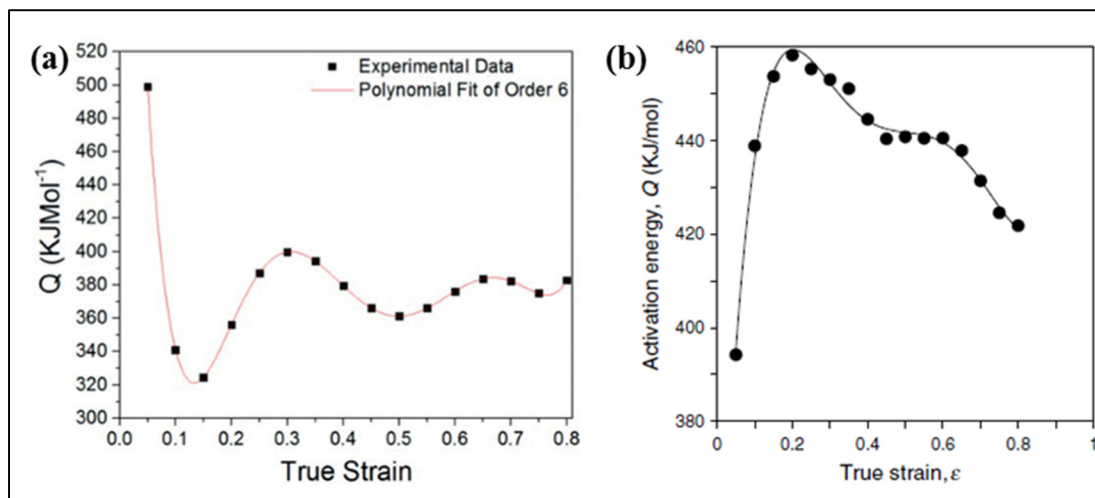 (a)
Q (KJMol-1)
520
500
480
460
440
420
400
380
360
340
320
300
Experimental Data
Polynomial Fit of Order 6
0.0 0.1 0.2 0.3 0.4 0.5 0.6 0.7 0.8
True Strain
(b)
Activation energy, Q (KJ/mol)
460
440
420
400
380
0 0.2 0.4 0.6 0.8 1
True strain, ε